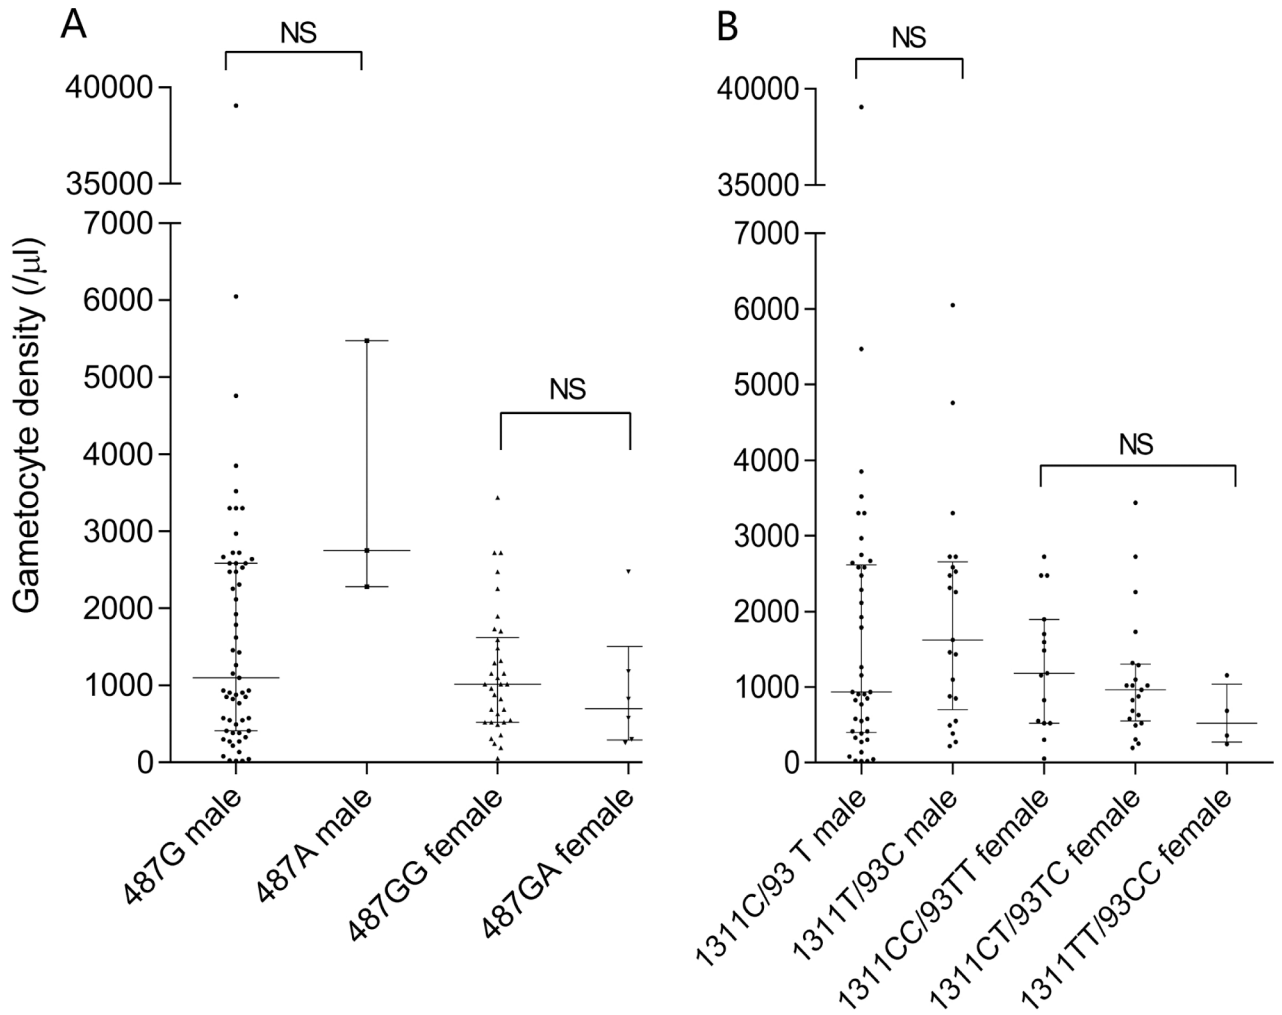 A
NS
40000
35000
7000
6000
5000
4000
3000
2000
1000
0
Gametocyte density (/μl)
NS
487G male
487A male
487GG female
487GA female
B
NS
40000
35000
7000
6000
5000
4000
3000
2000
1000
0
NS
1311C/93 T male
1311T/93C male
1311CC/93TT female
1311CT/93TC female
1311TT/93CC female